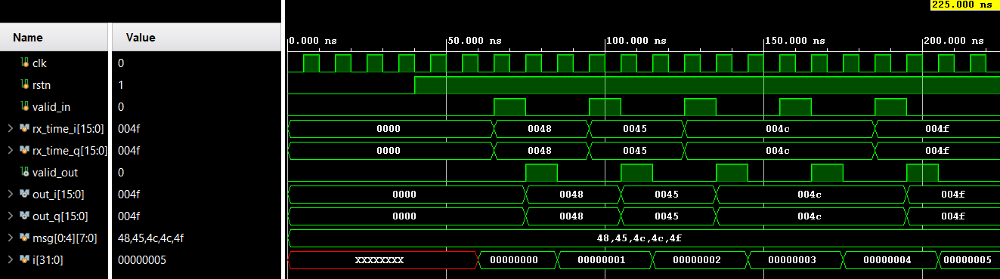 225.000 ns
Name Value
0.000 ns 50.000 ns 100.000 ns 150.000 ns 200.000 ns
clk 0
rstn 1
valid_in 0
rx_time_i[15:0] 004f 0000 0048 0045 004c 004f
rx_time_q[15:0] 004f 0000 0048 0045 004c 004f
valid_out 0
out_i[15:0] 004f 0000 0048 0045 004c 004f
out_q[15:0] 004f 0000 0048 0045 004c 004f
msg[0:4][7:0] 48,45,4c,4c,4f 48,45,4c,4c,4f
i[31:0] 00000005 XXXXXXXX 00000000 00000001 00000002 00000003 00000004 00000005